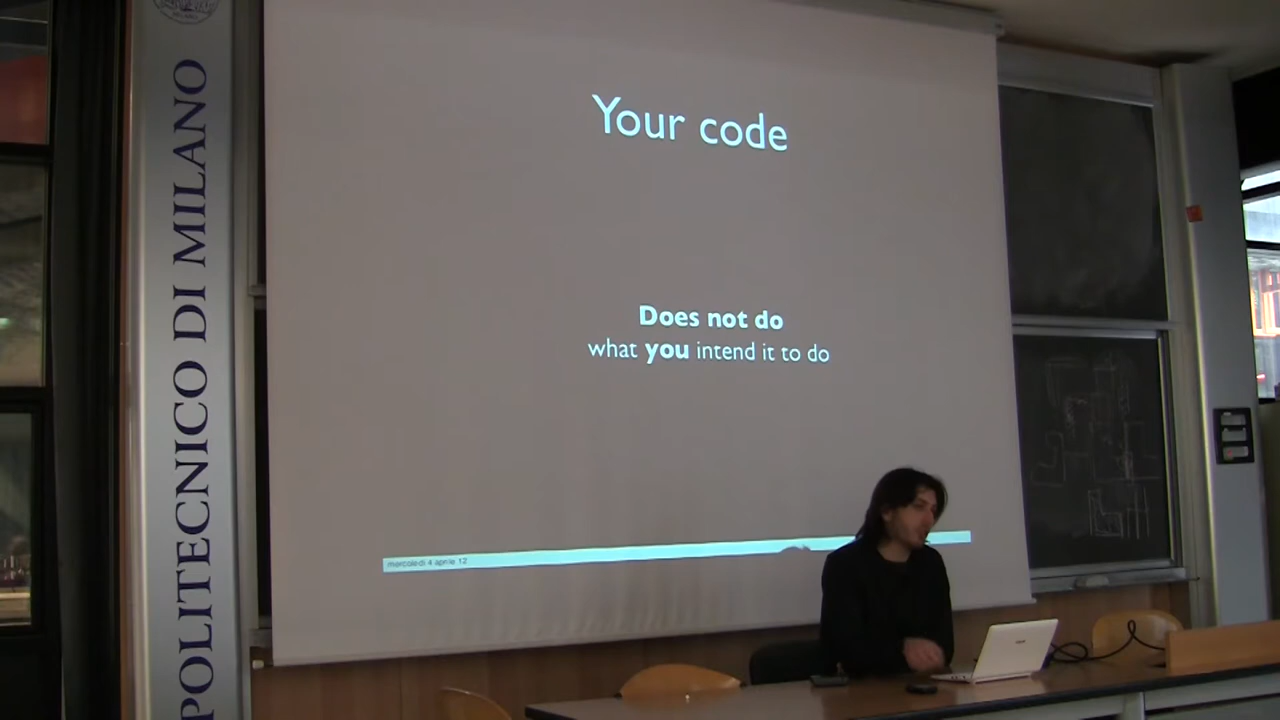 POLITECNICO DI MILANO
Your code
Does not do
what you intend it to do
mercoledì 4 aprile 12